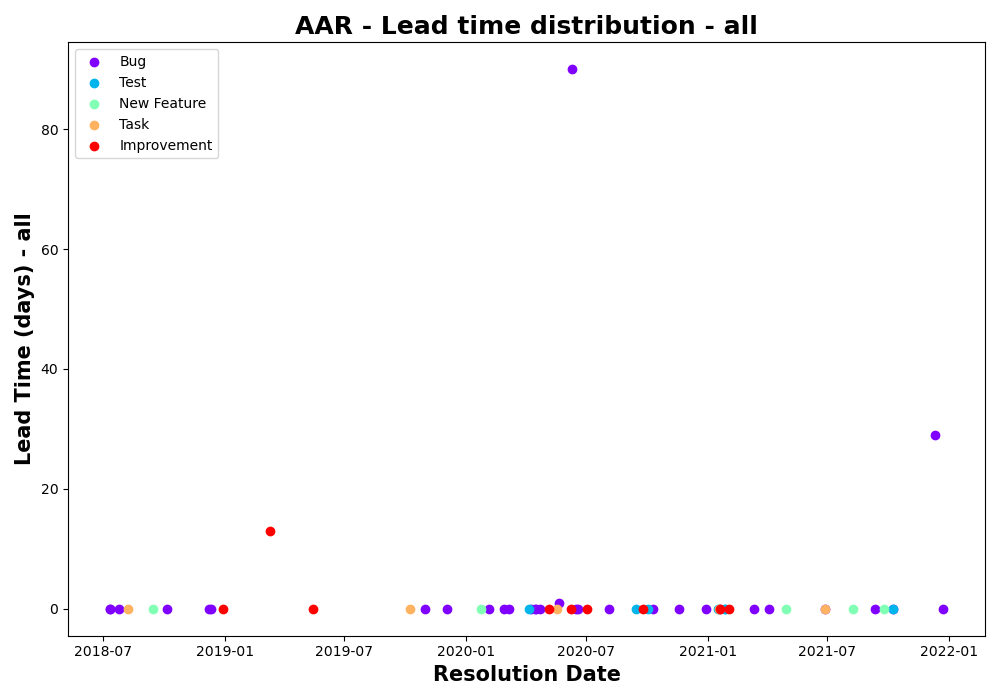 AAR - Lead time distribution - all
Bug
Test
New Feature
Task
Improvement
Lead Time (days) - all
80
60
40
20
0
2018-07 2019-01 2019-07 2020-01 2020-07 2021-01 2021-07 2022-01
Resolution Date